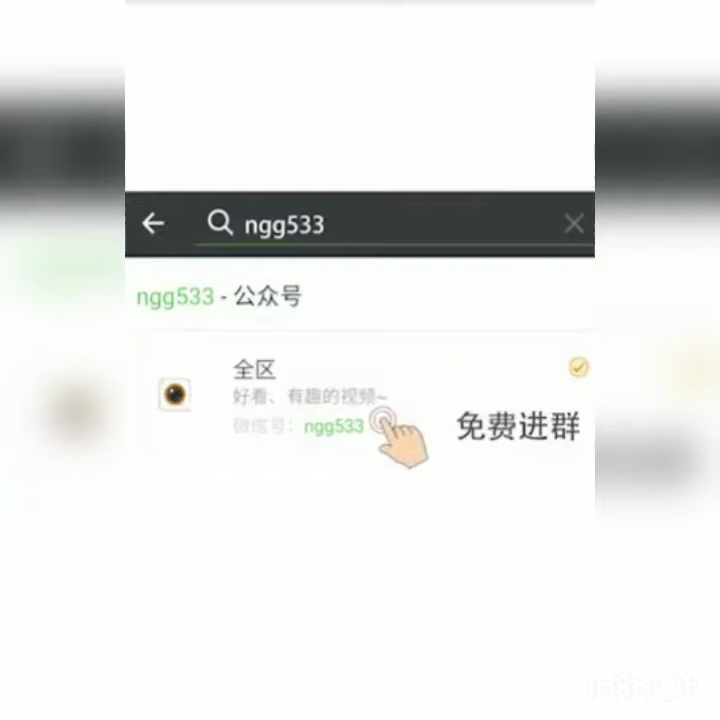 ngg533
ngg533 - 公众号
全区
好看、有趣的视频~
微信号: ngg533
免费进群